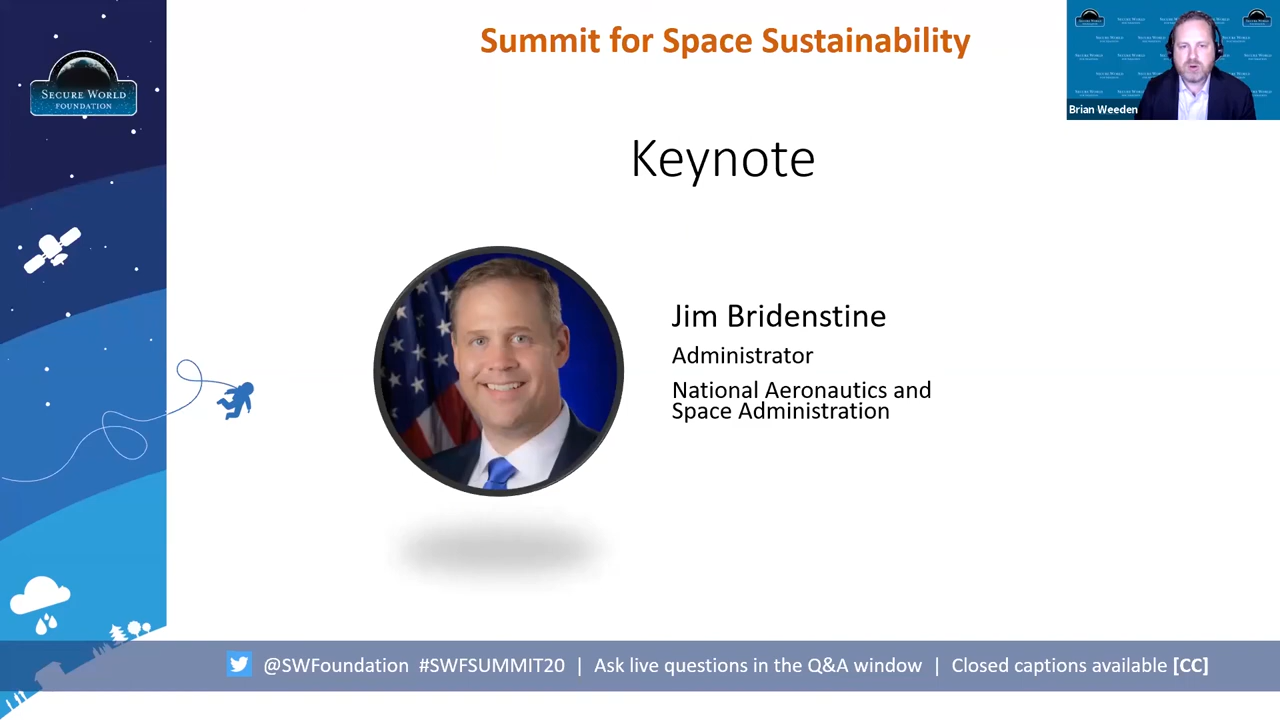 Summit for Space Sustainability
SECURE WORLD
FOUNDATION
Brian Weeden
Keynote
Jim Bridenstine
Administrator
National Aeronautics and
Space Administration
@SWFoundation #SWFSUMMIT20 | Ask live questions in the Q&A window | Closed captions available [CC]